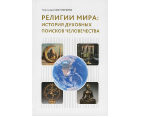 РЕЛИГИИ МИРА:
ИСТОРИЯ ДУХОВНЫХ
ПОИСКОВ ЧЕЛОВЕЧЕСТВА